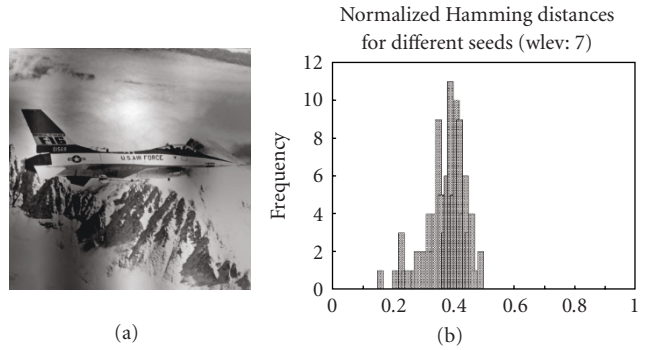 Normalized Hamming distances
for different seeds (wlev: 7)
F16
U.S. AIR FORCE
Frequency
12
10
8
6
4
2
0
0 0.2 0.4 0.6 0.8 1
(a)
(b)